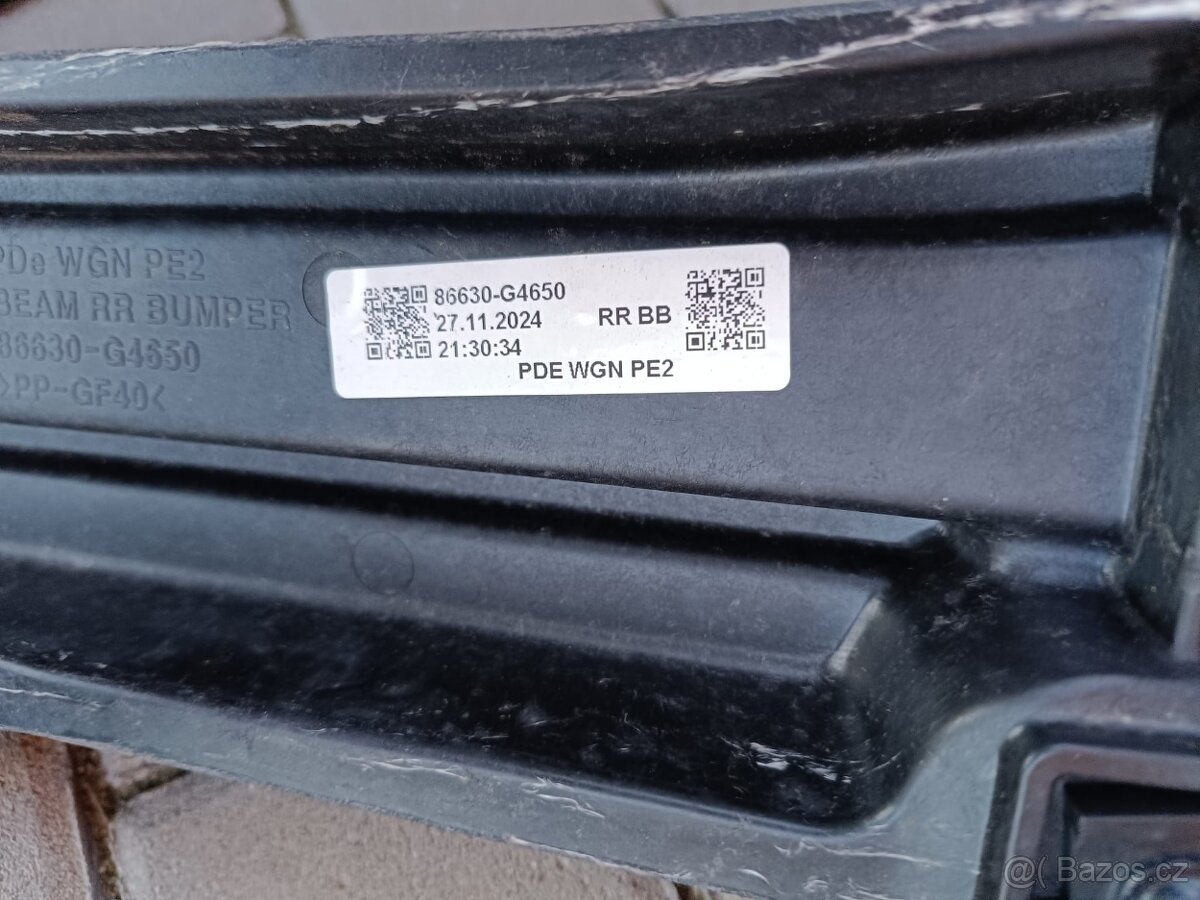 PDe WGN PE2
BEAM RR BUMPER
86630-G4650
>PP-GF40<
86630-G4650
27.11.2024
21:30:34
RR BB
PDE WGN PE2
@( Bazos.cz